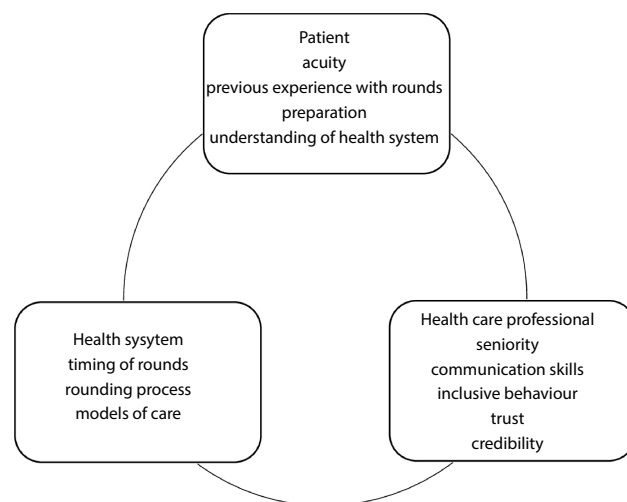 Patient
acuity
previous experience with rounds
preparation
understanding of health system
Health sysytem
timing of rounds
rounding process
models of care
Health care professional
seniority
communication skills
inclusive behaviour
trust
credibility